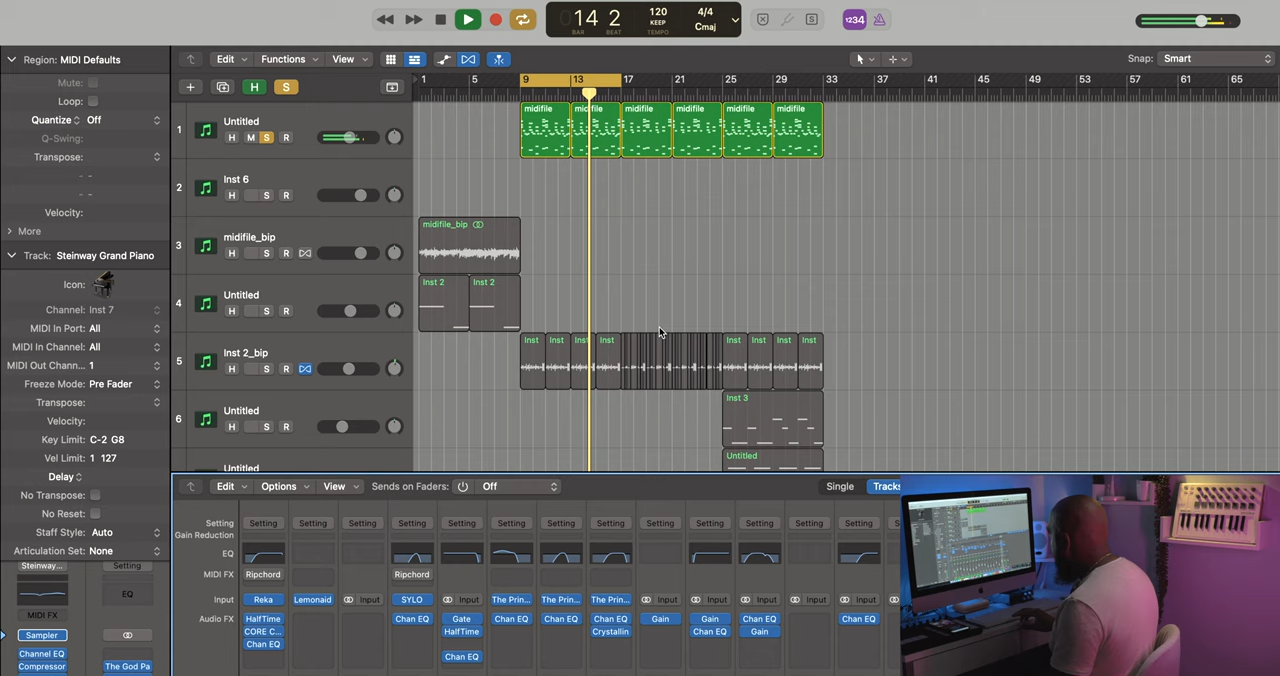 14 2
BAR BEAT
120
KEEP
TEMPO
4/4
Cmaj
S
1234
Region: MIDI Defaults
Mute:
Loop:
Quantize Off
Q-Swing:
Transpose:
Velocity:
More
Track: Steinway Grand Piano
Icon:
Channel: Inst 7
MIDI In Port: All
MIDI In Channel: All
MIDI Out Chann... 1
Freeze Mode: Pre Fader
Transpose:
Velocity:
Key Limit: C-2 G8
Vel Limit: 1 127
Delay
No Transpose:
No Reset:
Staff Style: Auto
Articulation Set: None
Steinway... Setting
EQ
MIDI FX
Sampler
Channel EQ
Compressor The God Pa
Edit Functions View
Snap: Smart
H S
1 5 9 13 17 21 25 29 33 37 41 45 49 53 57 61 65
1 Untitled
H M S R
midifile midifile midifile midifile midifile midifile
2 Inst 6
H S R
3 midifile_bip
H S R
midifile_bip
4 Untitled
H S R
Inst 2 Inst 2
5 Inst 2_bip
H S R
Inst Inst Inst Inst Inst Inst Inst Inst
6 Untitled
H S R
Inst 3
Untitled
Untitled
Edit Options View Sends on Faders: Off Single Tracks
Setting Setting Setting Setting Setting Setting Setting Setting Setting Setting Setting Setting Setting Setting
Gain Reduction
EQ
MIDI FX Ripchord Ripchord
Input Reka Lemonaid Input SYLO Input The Prin... The Prin... The Prin... Input Input Input Input Input
Audio FX HalfTime Chan EQ Gate Chan EQ Chan EQ Chan EQ Gain Gain Chan EQ Chan EQ
CORE C... HalfTime Crystallin Chan EQ Gain
Chan EQ
Chan EQ